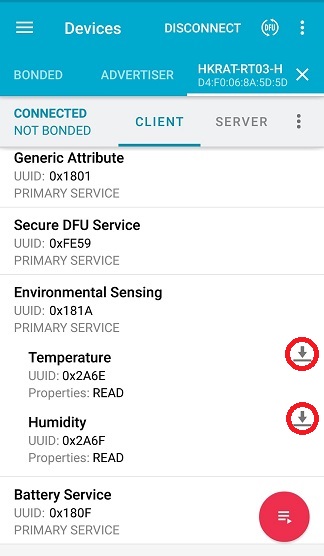 Devices
DISCONNECT
DFU
BONDED
ADVERTISER
HKRAT-RT03-H
D4:F0:06:8A:5D:5D
CONNECTED
NOT BONDED
CLIENT
SERVER
Generic Attribute
UUID: 0x1801
PRIMARY SERVICE
Secure DFU Service
UUID: 0xFE59
PRIMARY SERVICE
Environmental Sensing
UUID: 0x181A
PRIMARY SERVICE
Temperature
UUID: 0x2A6E
Properties: READ
Humidity
UUID: 0x2A6F
Properties: READ
Battery Service
UUID: 0x180F
PRIMARY SERVICE